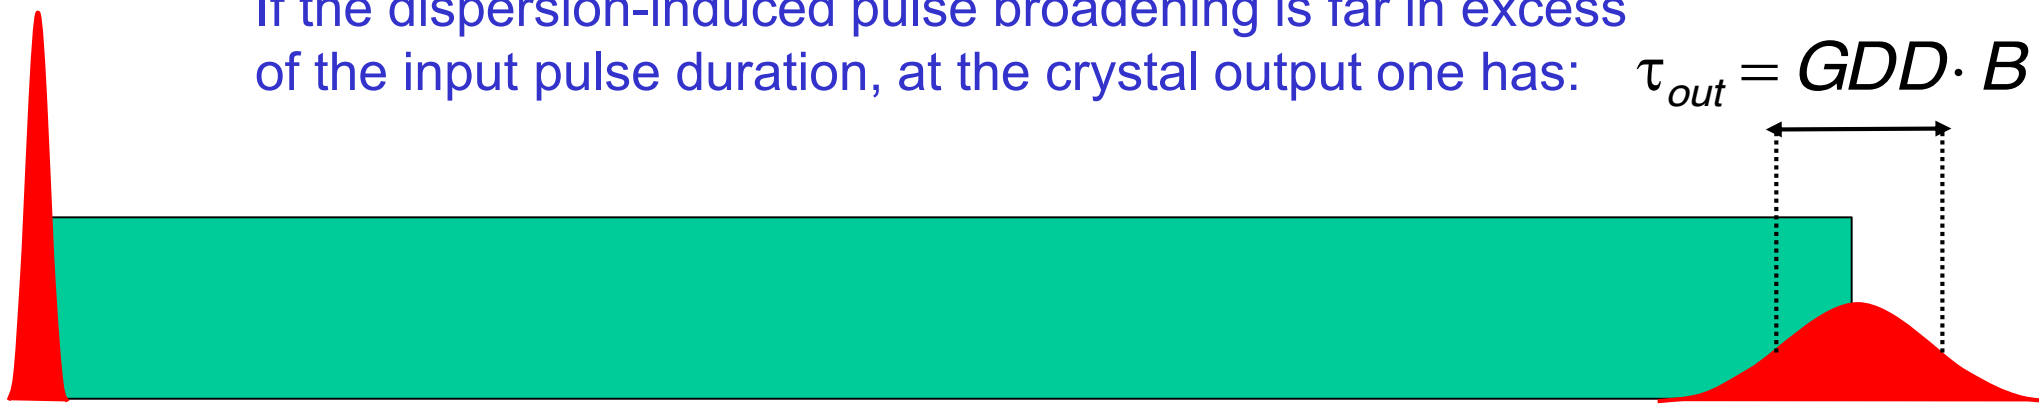 If the dispersion-induced pulse broadening is far in excess
of the input pulse duration, at the crystal output one has: τout = GDD · B